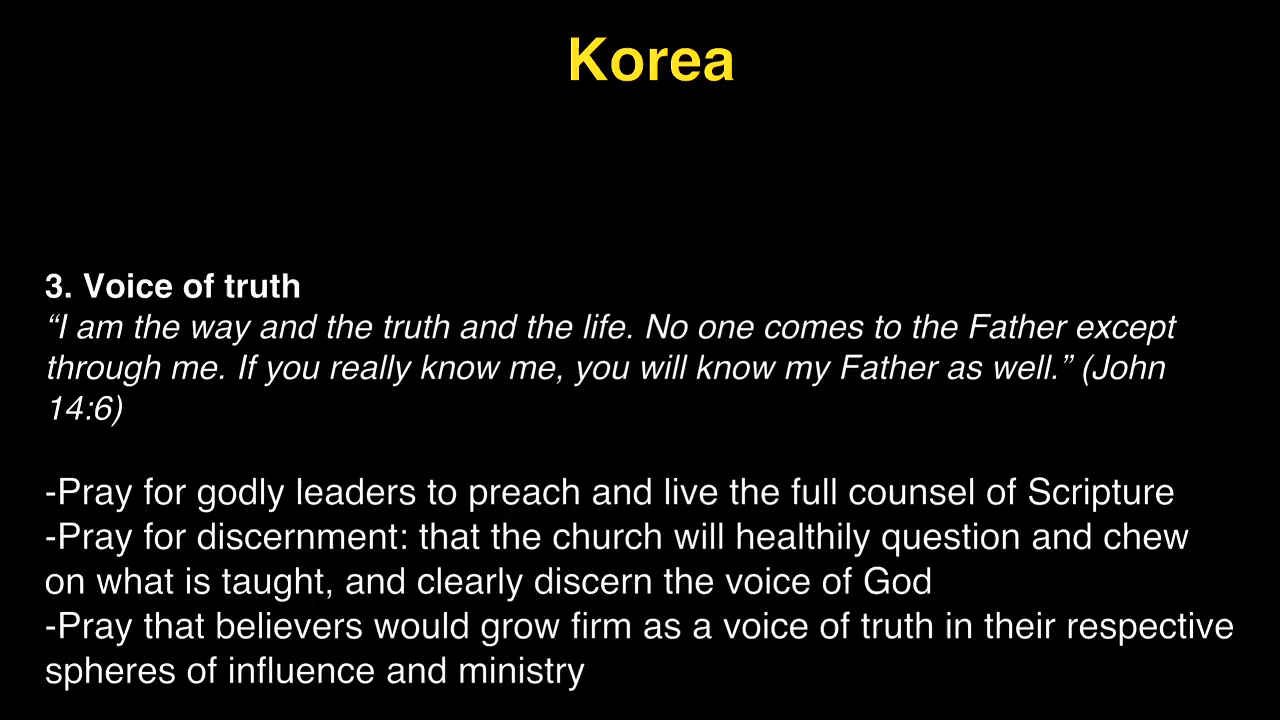 Korea
3. Voice of truth
“I am the way and the truth and the life. No one comes to the Father except
through me. If you really know me, you will know my Father as well.” (John
14:6)
-Pray for godly leaders to preach and live the full counsel of Scripture
-Pray for discernment: that the church will healthily question and chew
on what is taught, and clearly discern the voice of God
-Pray that believers would grow firm as a voice of truth in their respective
spheres of influence and ministry